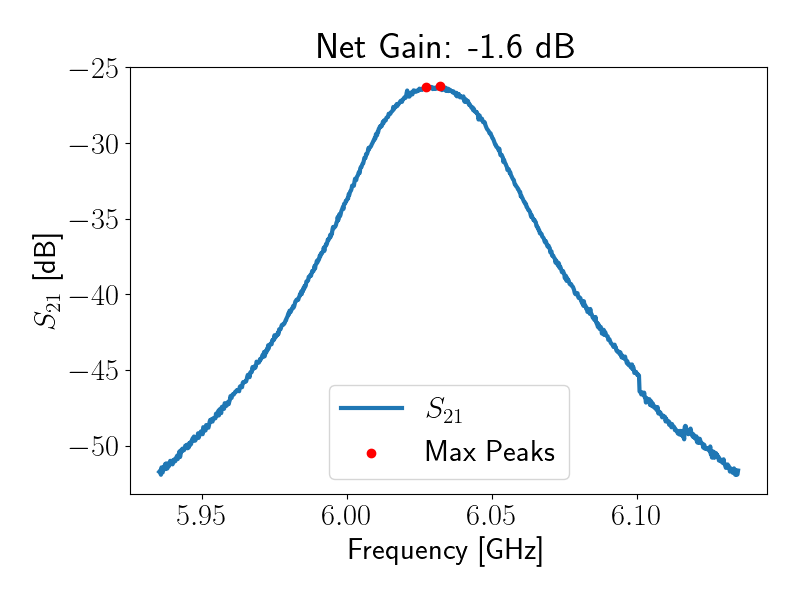 Net Gain: -1.6 dB
−25
−30
−35
−40
−45
−50
S₂₁ [dB]
S₂₁
Max Peaks
5.95 6.00 6.05 6.10
Frequency [GHz]